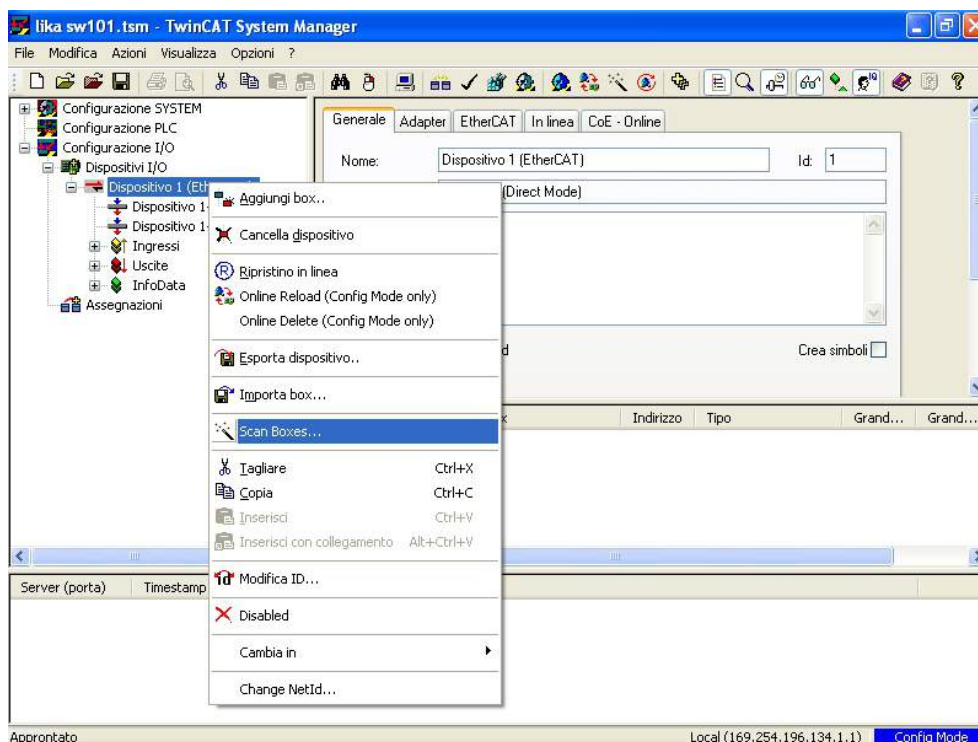 lika sw101.tsm - TwinCAT System Manager
File Modifica Azioni Visualizza Opzioni ?
Configurazione SYSTEM
Configurazione PLC
Configurazione I/O
Dispositivi I/O
Dispositivo 1 (Eth
Dispositivo 1-
Dispositivo 1-
Ingressi
Uscite
InfoData
Assegnazioni
Generale Adapter EtherCAT In linea CoE - Online
Nome: Dispositivo 1 (EtherCAT) Id: 1
(Direct Mode)
d Crea simboli
Aggiungi box..
Cancella dispositivo
Ripristino in linea
Online Reload (Config Mode only)
Online Delete (Config Mode only)
Esporta dispositivo..
Importa box...
Scan Boxes...
Tagliare Ctrl+X
Copia Ctrl+C
Inserisci Ctrl+V
Inserisci con collegamento Alt+Ctrl+V
Modifica ID...
Disabled
Cambia in
Change NetId...
Indirizzo Tipo Grand... Grand...
Server (porta) Timestamp
Approntato Local (169.254.196.134.1.1) Config Mode